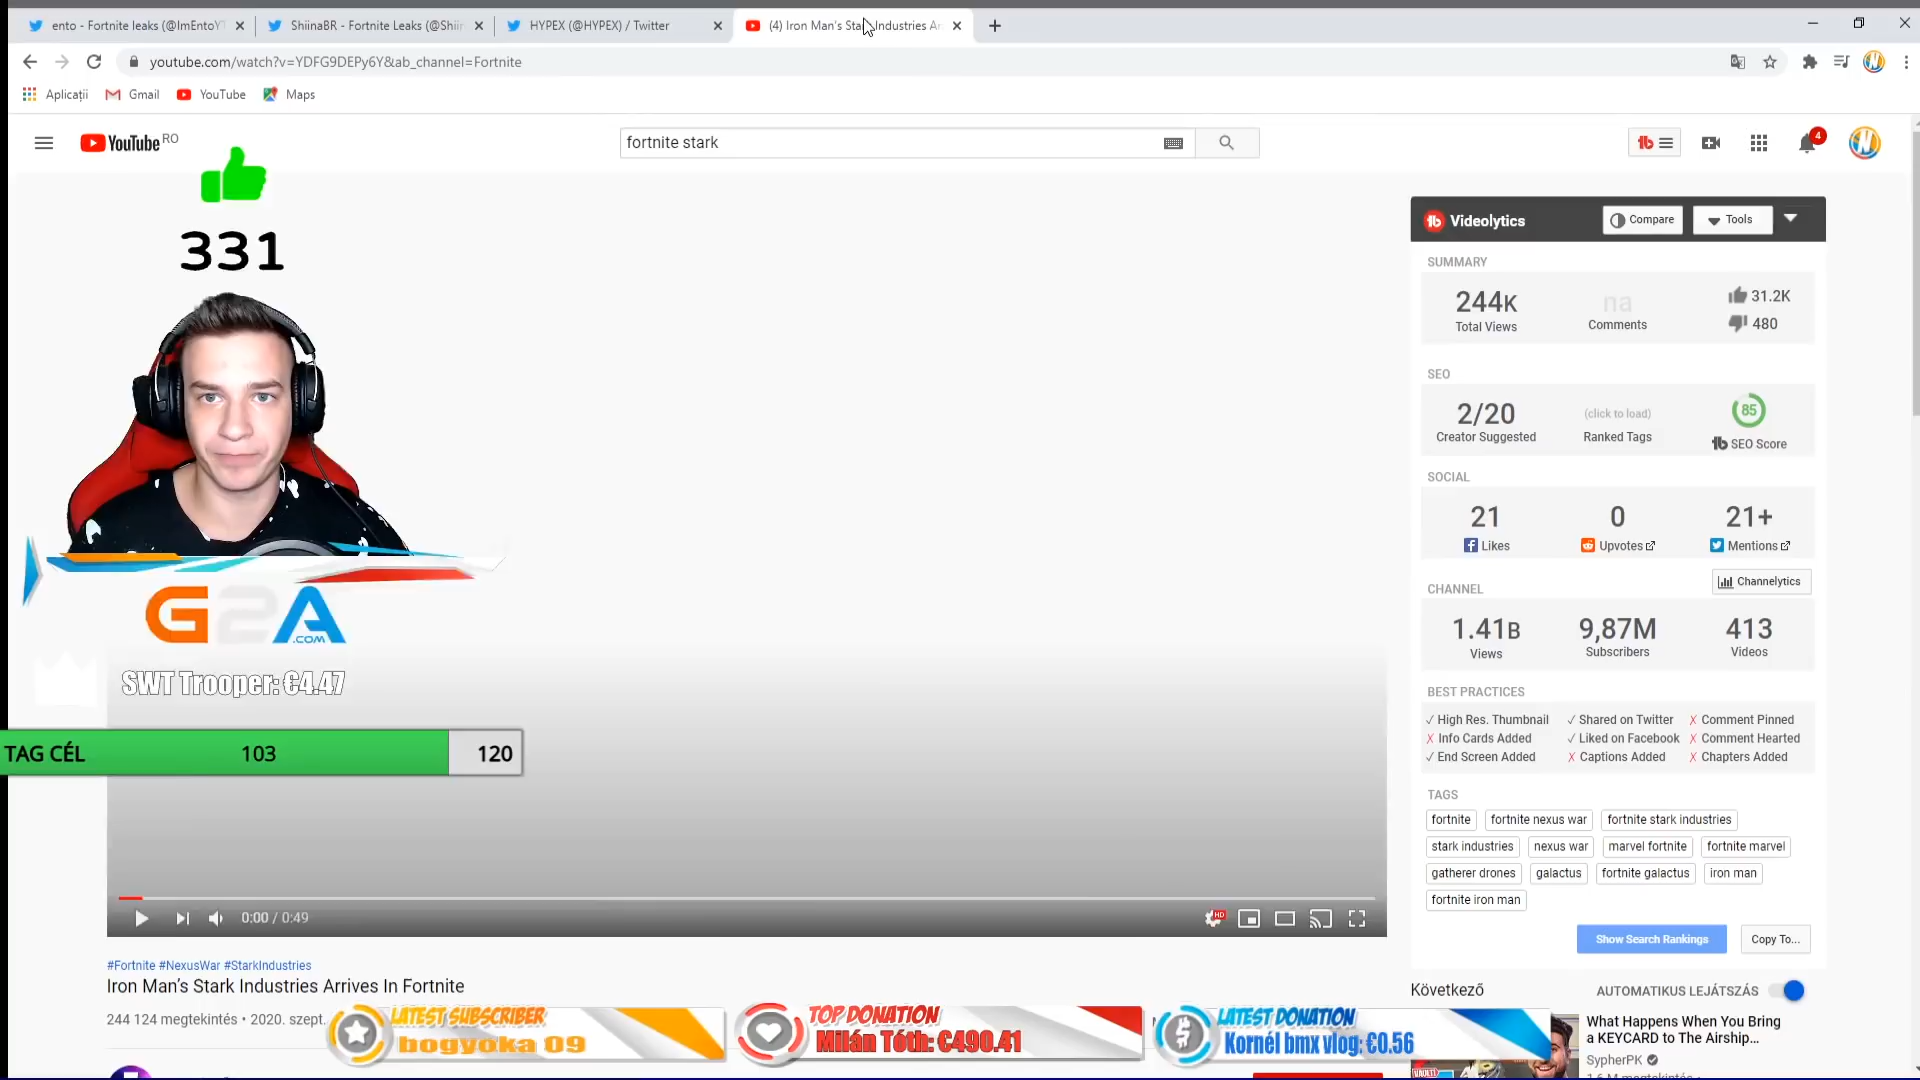 ento - Fortnite leaks (@ImEntoYT
ShiinaBR - Fortnite Leaks (@Shiin
HYPEX (@HYPEX) / Twitter
(4) Iron Man's Stark Industries Ar
youtube.com/watch?v=YDFG9DEPy6Y&ab_channel=Fortnite
Aplicații
Gmail
YouTube
Maps
YouTube RO
fortnite stark
4
331
G2A
.COM
SWT Trooper: €4.47
TAG CÉL 103 120
0:00 / 0:49
HD
#Fortnite #NexusWar #StarkIndustries
Iron Man's Stark Industries Arrives In Fortnite
244 124 megtekintés • 2020. szept.
LATEST SUBSCRIBER
bogyoka 09
TOP DONATION
Milán Tóth: €490.41
LATEST DONATION
Kornél bmx vlog: €0.56
Videolytics
Compare
Tools
SUMMARY
244K na 31.2K
Total Views Comments 480
SEO
2/20 (click to load) 85
Creator Suggested Ranked Tags SEO Score
SOCIAL
21 0 21+
Likes Upvotes Mentions
CHANNEL Channelytics
1.41B 9,87M 413
Views Subscribers Videos
BEST PRACTICES
✓ High Res. Thumbnail ✓ Shared on Twitter ✗ Comment Pinned
✗ Info Cards Added ✓ Liked on Facebook ✗ Comment Hearted
✓ End Screen Added ✗ Captions Added ✗ Chapters Added
TAGS
fortnite fortnite nexus war fortnite stark industries
stark industries nexus war marvel fortnite fortnite marvel
gatherer drones galactus fortnite galactus iron man
fortnite iron man
Show Search Rankings Copy To...
Következő AUTOMATIKUS LEJÁTSZÁS
What Happens When You Bring
a KEYCARD to The Airship...
SypherPK